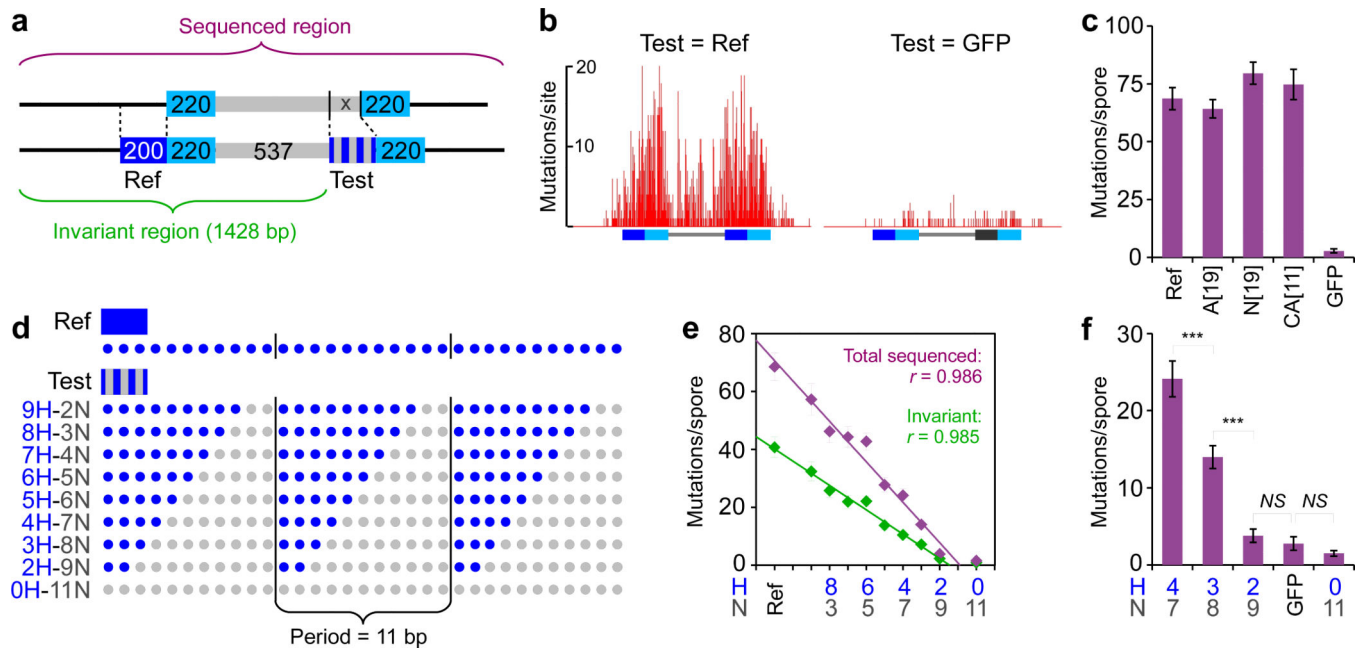 a
Sequenced region
220
x
220
200
220
537
220
Ref
Test
Invariant region (1428 bp)
b
Test = Ref
Test = GFP
Mutations/site
20
10
c
Mutations/spore
100
75
50
25
0
Ref
A[19]
N[19]
CA[11]
GFP
d
Ref
Test
9H-2N
8H-3N
7H-4N
6H-5N
5H-6N
4H-7N
3H-8N
2H-9N
0H-11N
Period = 11 bp
e
Mutations/spore
80
60
40
20
0
Total sequenced:
r = 0.986
Invariant:
r = 0.985
H Ref 8 6 4 2 0
N 3 5 7 9 11
f
Mutations/spore
30
20
10
0
***
***
NS
NS
H 4 3 2 GFP 0
N 7 8 9 11